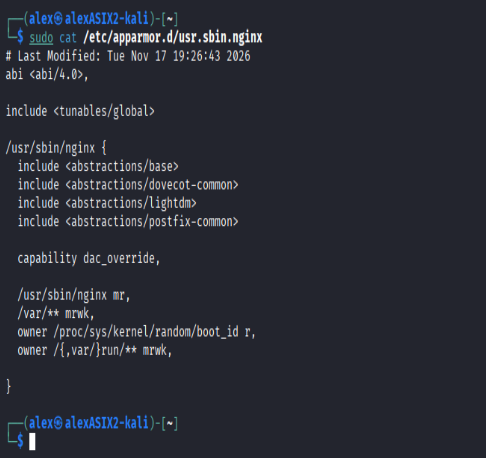 ┌──(alex㉿alexASIX2-kali)-[~]
└─$ sudo cat /etc/apparmor.d/usr.sbin.nginx
# Last Modified: Tue Nov 17 19:26:43 2026
abi <abi/4.0>,

include <tunables/global>

/usr/sbin/nginx {
  include <abstractions/base>
  include <abstractions/dovecot-common>
  include <abstractions/lightdm>
  include <abstractions/postfix-common>

  capability dac_override,

  /usr/sbin/nginx mr,
  /var/** mrwk,
  owner /proc/sys/kernel/random/boot_id r,
  owner /{,var/}run/** mrwk,

}

┌──(alex㉿alexASIX2-kali)-[~]
└─$